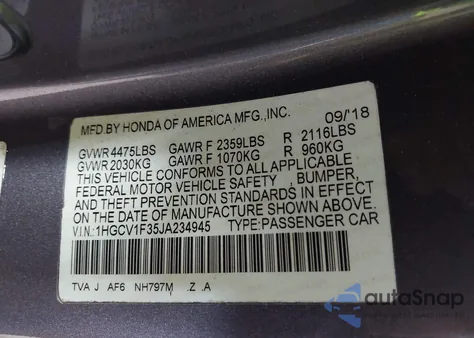 MFD.BY HONDA OF AMERICA MFG.,INC. 09/'18
GVWR 4475LBS GAWR F 2359LBS R 2116LBS
GVWR 2030KG GAWR F 1070KG R 960KG
THIS VEHICLE CONFORMS TO ALL APPLICABLE
FEDERAL MOTOR VEHICLE SAFETY, BUMPER,
AND THEFT PREVENTION STANDARDS IN EFFECT
ON THE DATE OF MANUFACTURE SHOWN ABOVE.
V.I.N.:1HGCV1F35JA234945 TYPE:PASSENGER CAR
TVA J AF6 NH797M .Z .A
autoSnap